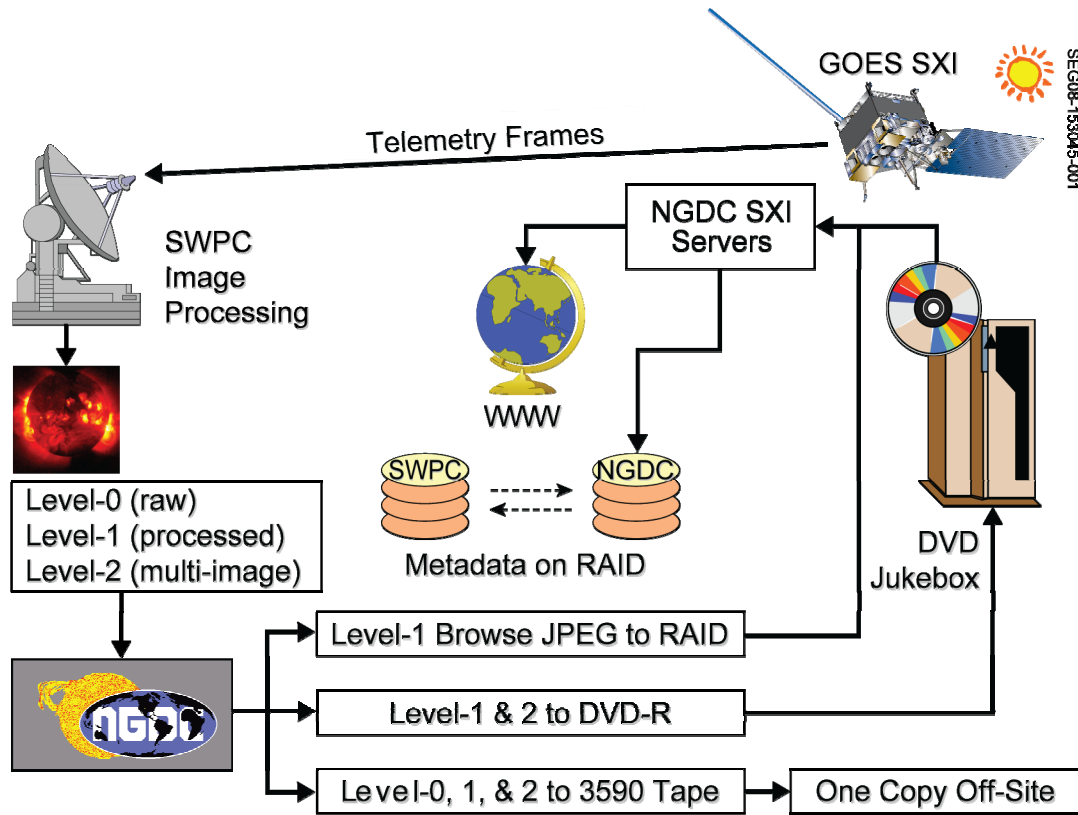 GOES SXI
SEG08-153045-001
Telemetry Frames
SWPC
Image
Processing
NGDC SXI
Servers
WWW
SWPC
NGDC
Metadata on RAID
DVD
Jukebox
Level-0 (raw)
Level-1 (processed)
Level-2 (multi-image)
NGDC
Level-1 Browse JPEG to RAID
Level-1 & 2 to DVD-R
Level-0, 1, & 2 to 3590 Tape
One Copy Off-Site